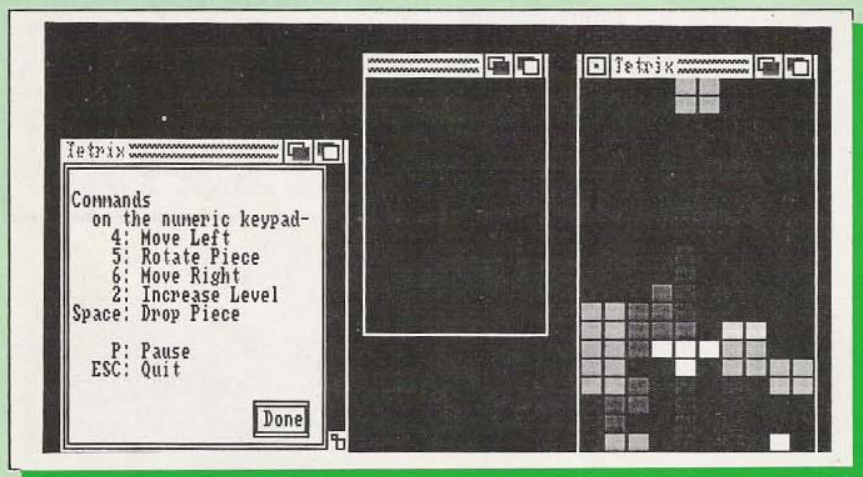 Tetrix
Commands
on the numeric keypad-
4: Move Left
5: Rotate Piece
6: Move Right
2: Increase Level
Space: Drop Piece
P: Pause
ESC: Quit
Done
Tetrix